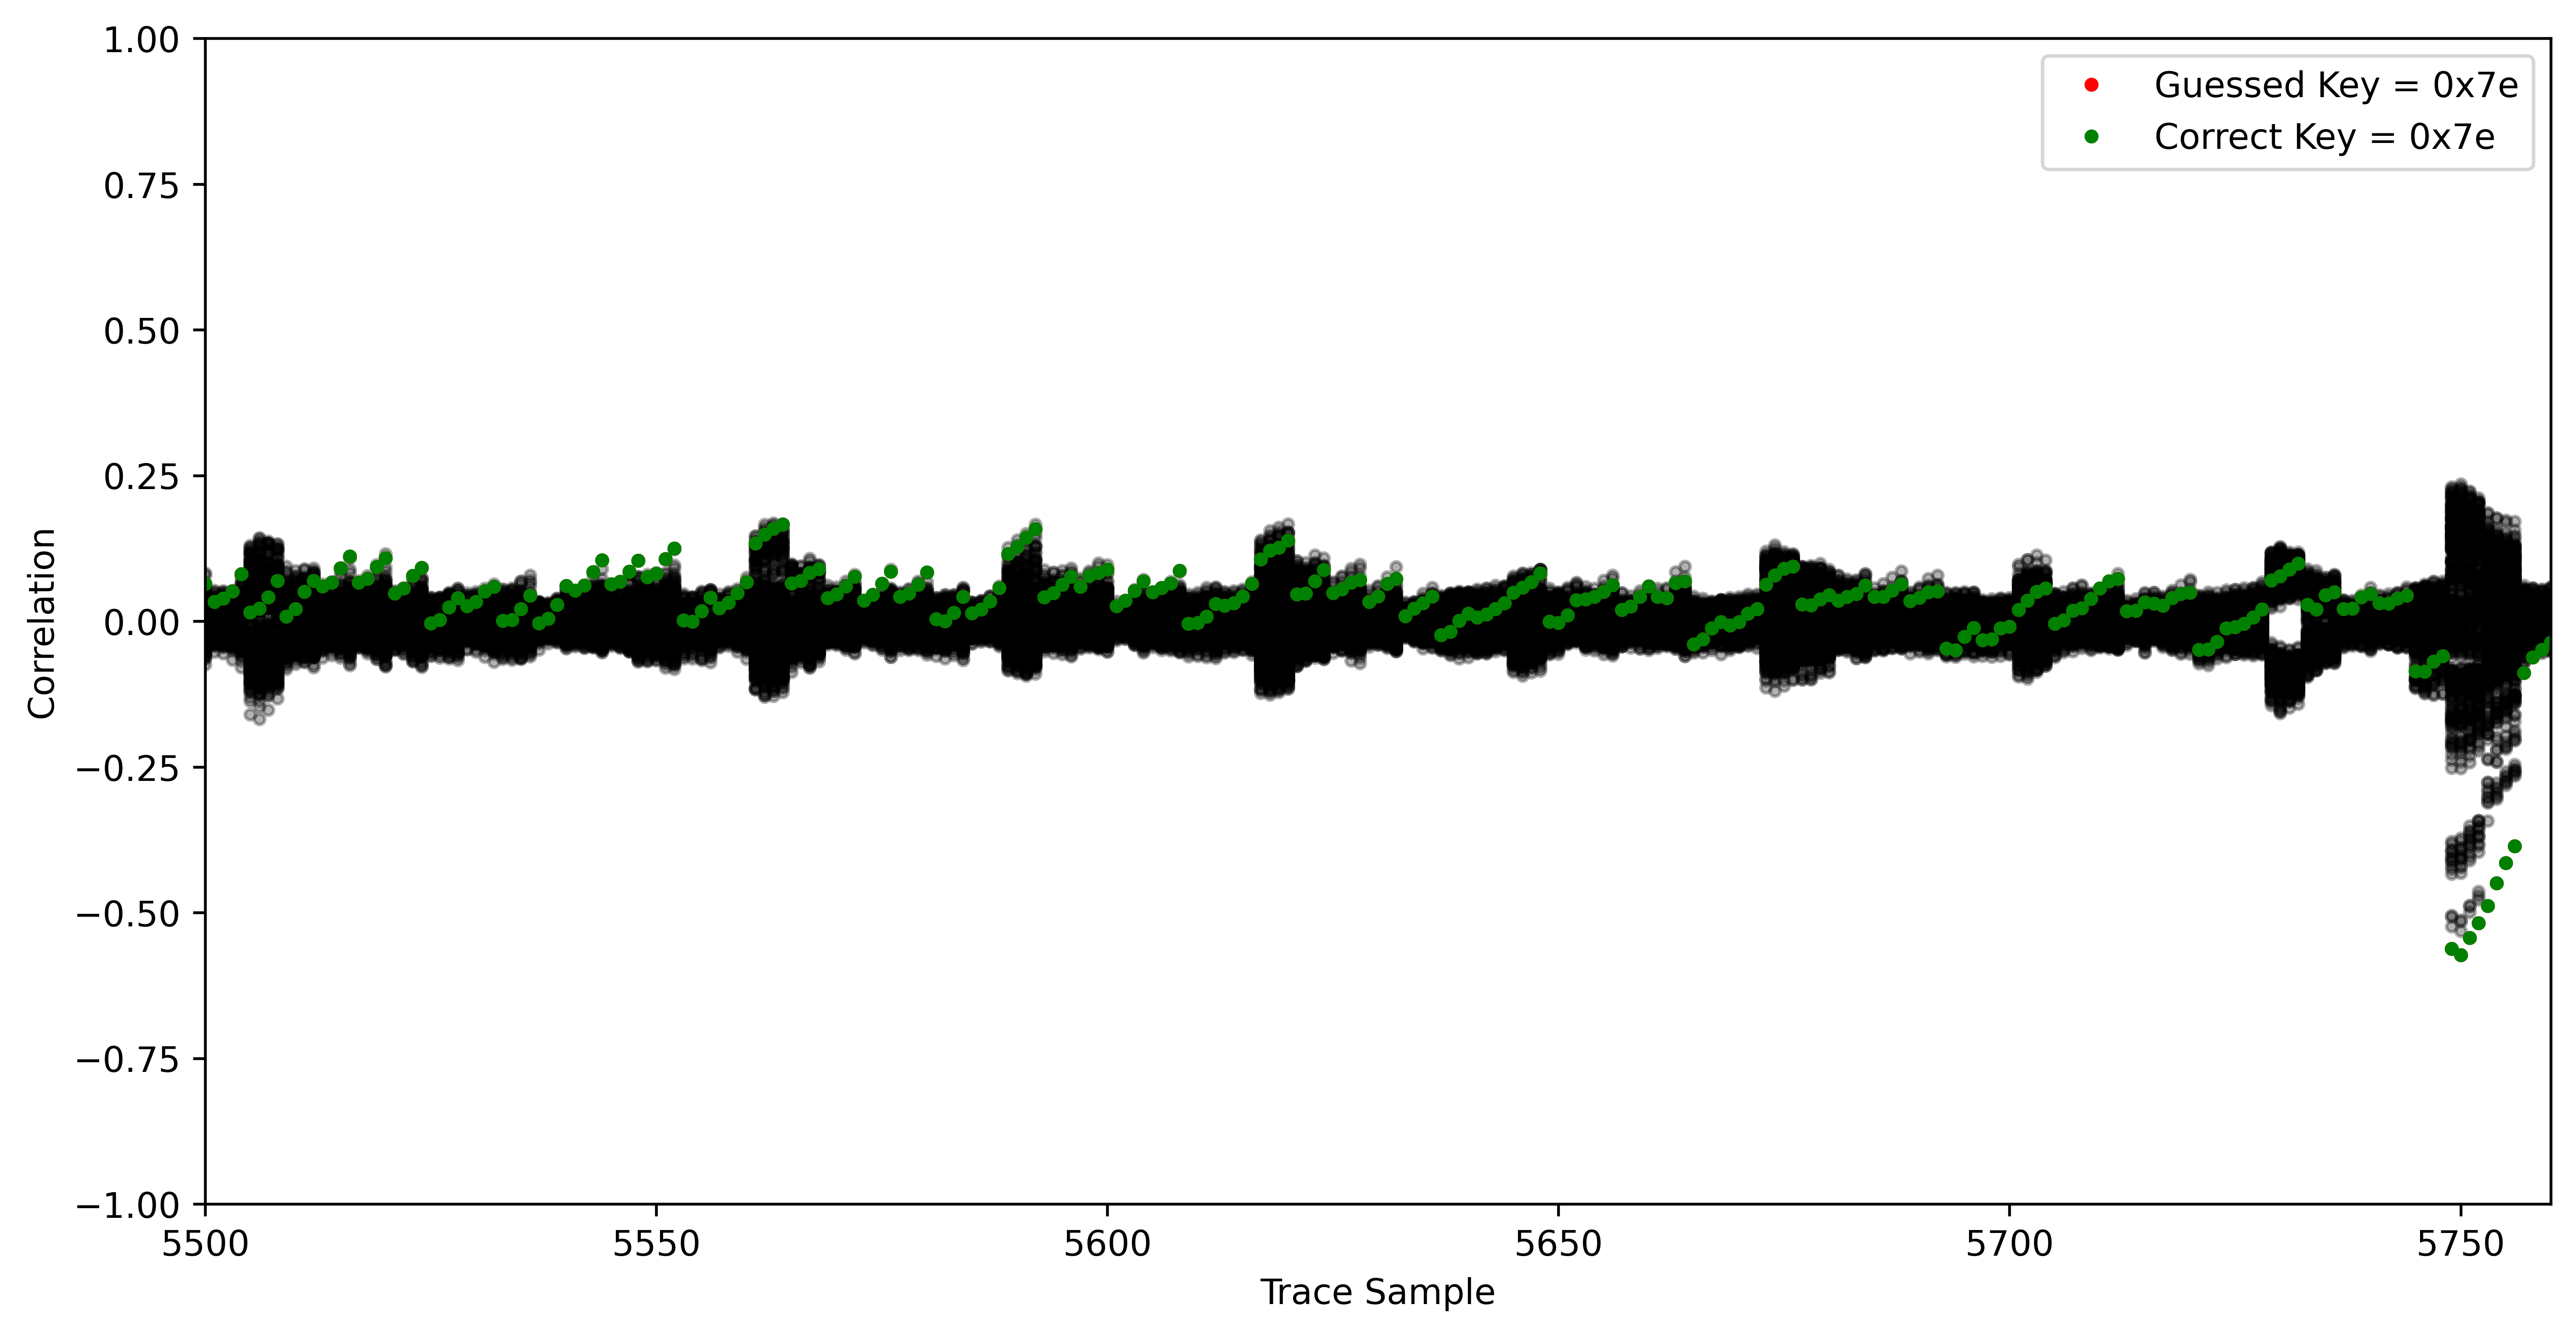 1.00
0.75
0.50
0.25
0.00
−0.25
−0.50
−0.75
−1.00
Correlation
Guessed Key = 0x7e
Correct Key = 0x7e
5500 5550 5600 5650 5700 5750
Trace Sample